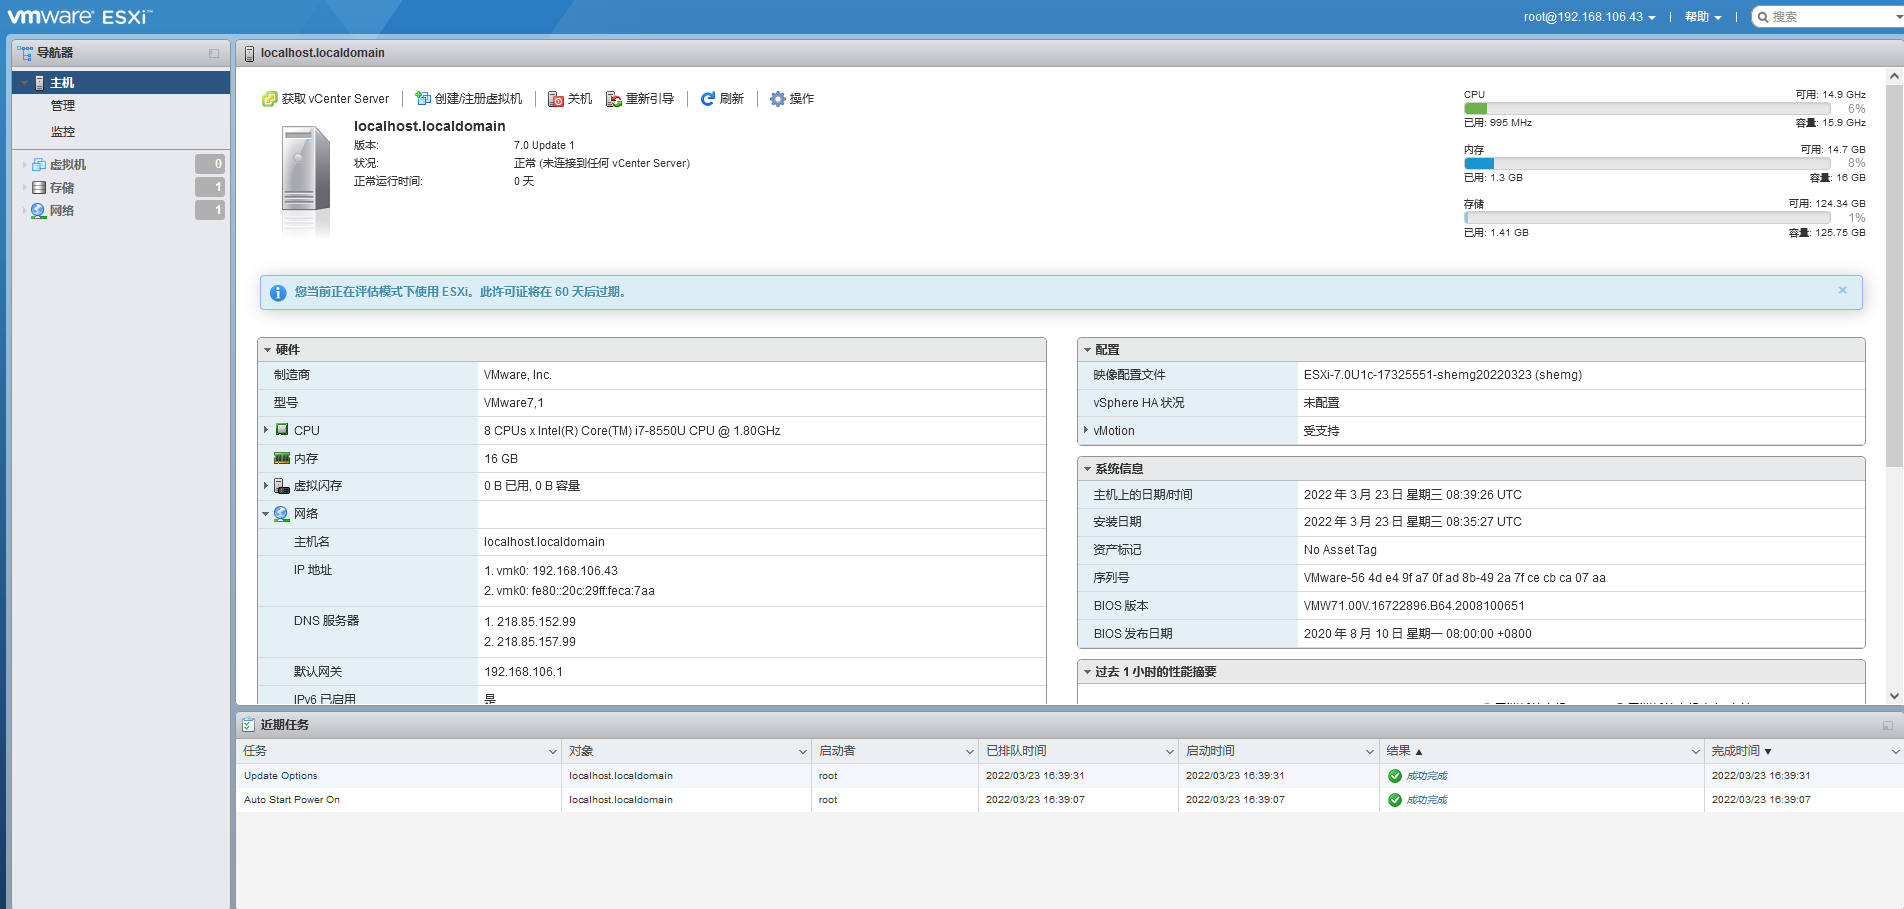 vmware ESXi™
root@192.168.106.43
帮助
搜索
导航器
主机
管理
监控
虚拟机 0
存储 1
网络 1
localhost.localdomain
获取 vCenter Server
创建/注册虚拟机
关机
重新引导
刷新
操作
localhost.localdomain
版本: 7.0 Update 1
状况: 正常 (未连接到任何 vCenter Server)
正常运行时间: 0 天
CPU 可用: 14.9 GHz
6%
已用: 995 MHz 容量: 15.9 GHz
内存 可用: 14.7 GB
8%
已用: 1.3 GB 容量: 16 GB
存储 可用: 124.34 GB
1%
已用: 1.41 GB 容量: 125.75 GB
您当前正在评估模式下使用 ESXi。此许可证将在 60 天后过期。
硬件
制造商 VMware, Inc.
型号 VMware7,1
CPU 8 CPUs x Intel(R) Core(TM) i7-8550U CPU @ 1.80GHz
内存 16 GB
虚拟闪存 0 B 已用, 0 B 容量
网络
主机名 localhost.localdomain
IP 地址 1. vmk0: 192.168.106.43
2. vmk0: fe80::20c:29ff:feca:7aa
DNS 服务器 1. 218.85.152.99
2. 218.85.157.99
默认网关 192.168.106.1
IPv6 已启用 是
配置
映像配置文件 ESXi-7.0U1c-17325551-shemg20220323 (shemg)
vSphere HA 状况 未配置
vMotion 受支持
系统信息
主机上的日期/时间 2022 年 3 月 23 日 星期三 08:39:26 UTC
安装日期 2022 年 3 月 23 日 星期三 08:35:27 UTC
资产标记 No Asset Tag
序列号 VMware-56 4d e4 9f a7 0f ad 8b-49 2a 7f ce cb ca 07 aa
BIOS 版本 VMW71.00V.16722896.B64.2008100651
BIOS 发布日期 2020 年 8 月 10 日 星期一 08:00:00 +0800
过去 1 小时的性能摘要
近期任务
任务 对象 启动者 已排队时间 启动时间 结果 ▲ 完成时间 ▼
Update Options localhost.localdomain root 2022/03/23 16:39:31 2022/03/23 16:39:31 成功完成 2022/03/23 16:39:31
Auto Start Power On localhost.localdomain root 2022/03/23 16:39:07 2022/03/23 16:39:07 成功完成 2022/03/23 16:39:07